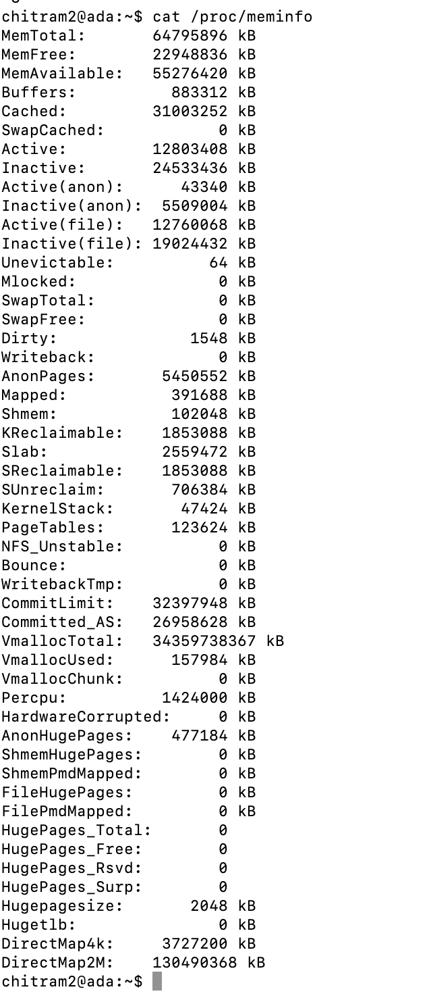 chitram2@ada:~$ cat /proc/meminfo
MemTotal:       64795896 kB
MemFree:        22948836 kB
MemAvailable:   55276420 kB
Buffers:          883312 kB
Cached:         31003252 kB
SwapCached:            0 kB
Active:         12803408 kB
Inactive:       24533436 kB
Active(anon):      43340 kB
Inactive(anon):  5509004 kB
Active(file):   12760068 kB
Inactive(file): 19024432 kB
Unevictable:          64 kB
Mlocked:               0 kB
SwapTotal:             0 kB
SwapFree:              0 kB
Dirty:              1548 kB
Writeback:             0 kB
AnonPages:       5450552 kB
Mapped:           391688 kB
Shmem:            102048 kB
KReclaimable:    1853088 kB
Slab:            2559472 kB
SReclaimable:    1853088 kB
SUnreclaim:       706384 kB
KernelStack:       47424 kB
PageTables:       123624 kB
NFS_Unstable:          0 kB
Bounce:                0 kB
WritebackTmp:          0 kB
CommitLimit:    32397948 kB
Committed_AS:   26958628 kB
VmallocTotal:   34359738367 kB
VmallocUsed:      157984 kB
VmallocChunk:          0 kB
Percpu:          1424000 kB
HardwareCorrupted:     0 kB
AnonHugePages:    477184 kB
ShmemHugePages:        0 kB
ShmemPmdMapped:        0 kB
FileHugePages:         0 kB
FilePmdMapped:         0 kB
HugePages_Total:       0
HugePages_Free:        0
HugePages_Rsvd:        0
HugePages_Surp:        0
Hugepagesize:       2048 kB
Hugetlb:               0 kB
DirectMap4k:     3727200 kB
DirectMap2M:    130490368 kB
chitram2@ada:~$